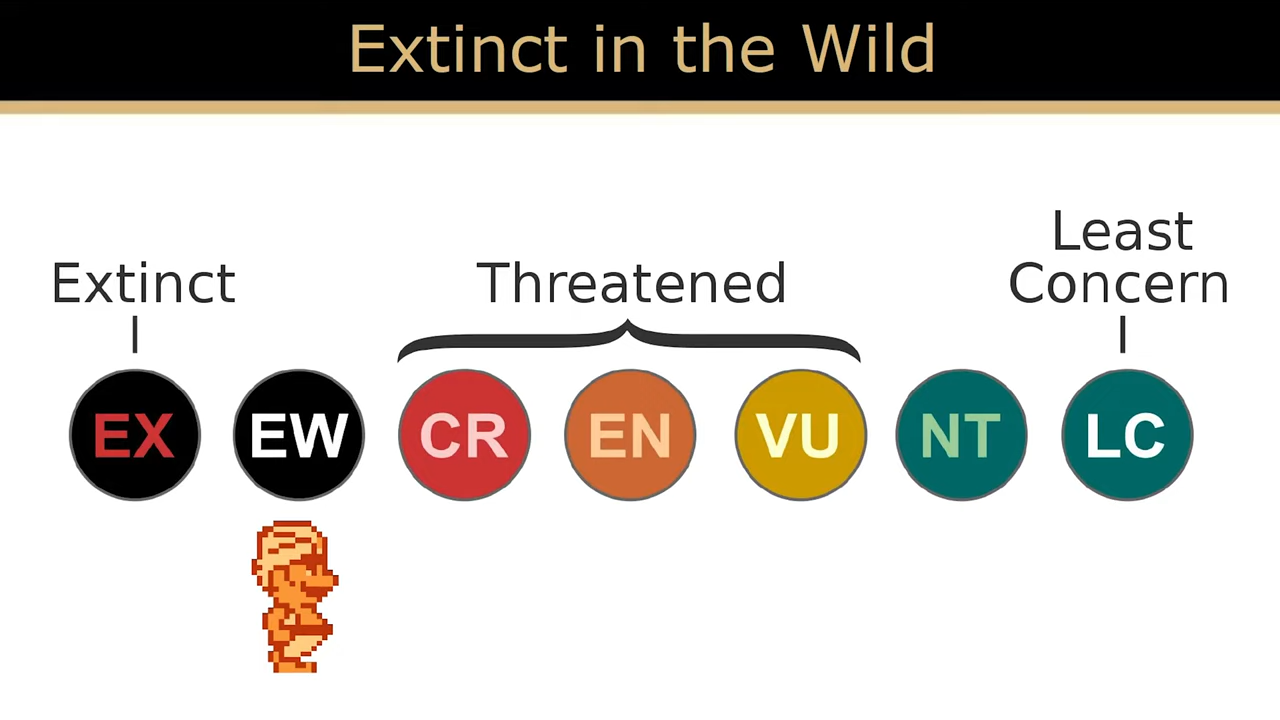 Extinct in the Wild
Least
Extinct Threatened Concern
EX EW CR EN VU NT LC